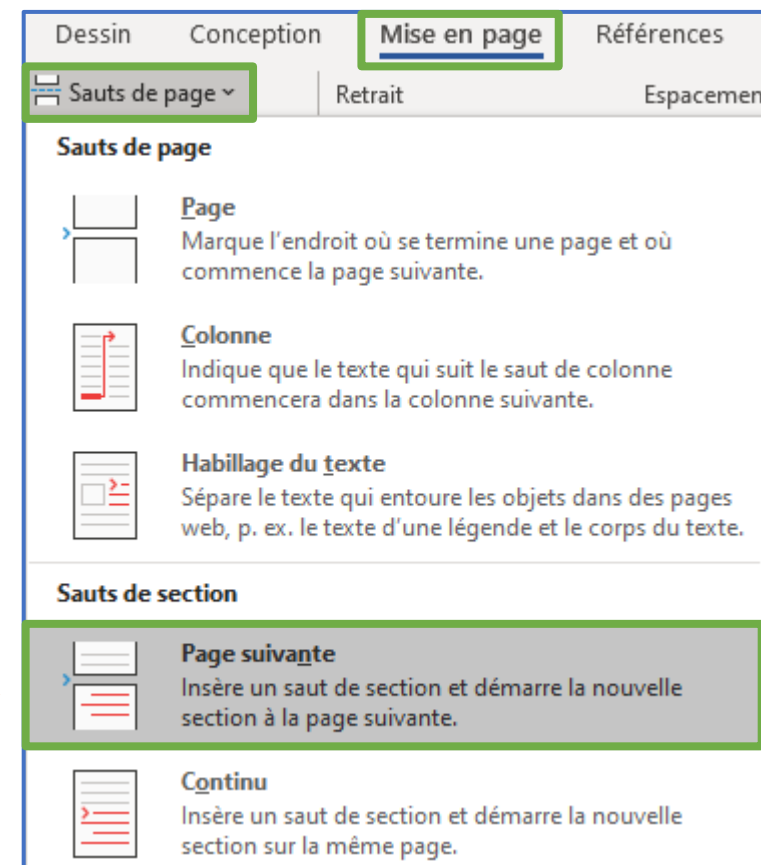 Dessin Conception Mise en page Références
Sauts de page Retrait Espacemen
Sauts de page
Page
Marque l'endroit où se termine une page et où
commence la page suivante.
Colonne
Indique que le texte qui suit le saut de colonne
commencera dans la colonne suivante.
Habillage du texte
Sépare le texte qui entoure les objets dans des pages
web, p. ex. le texte d'une légende et le corps du texte.
Sauts de section
Page suivante
Insère un saut de section et démarre la nouvelle
section à la page suivante.
Continu
Insère un saut de section et démarre la nouvelle
section sur la même page.